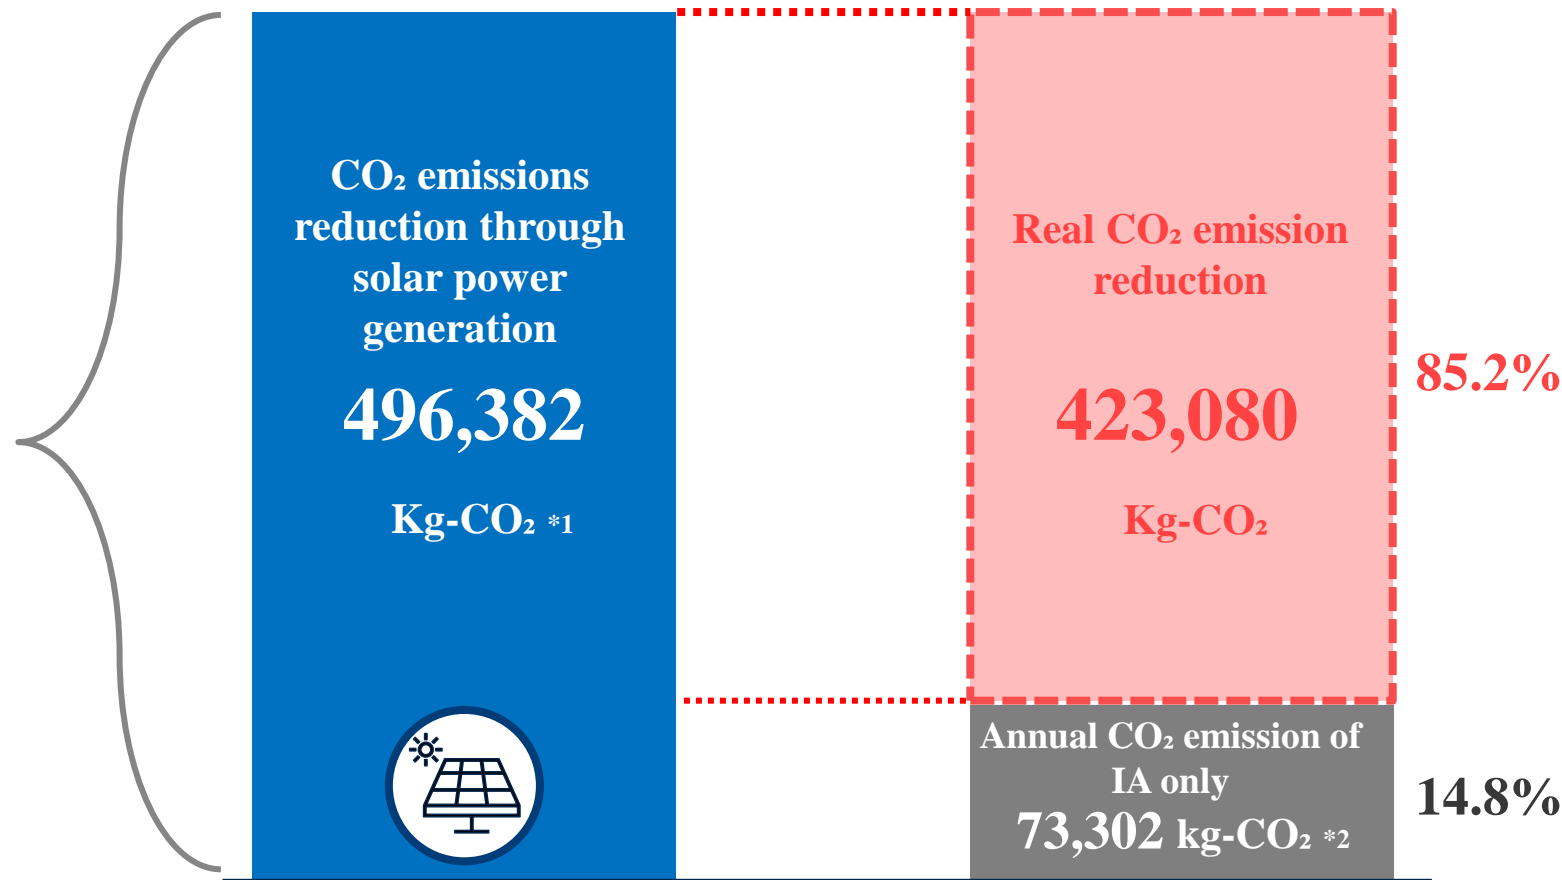 CO₂ emissions
reduction through
solar power
generation
496,382
Kg-CO₂ *1
Real CO₂ emission
reduction
423,080
Kg-CO₂
85.2%
Annual CO₂ emission of
IA only
73,302 kg-CO₂ *2
14.8%